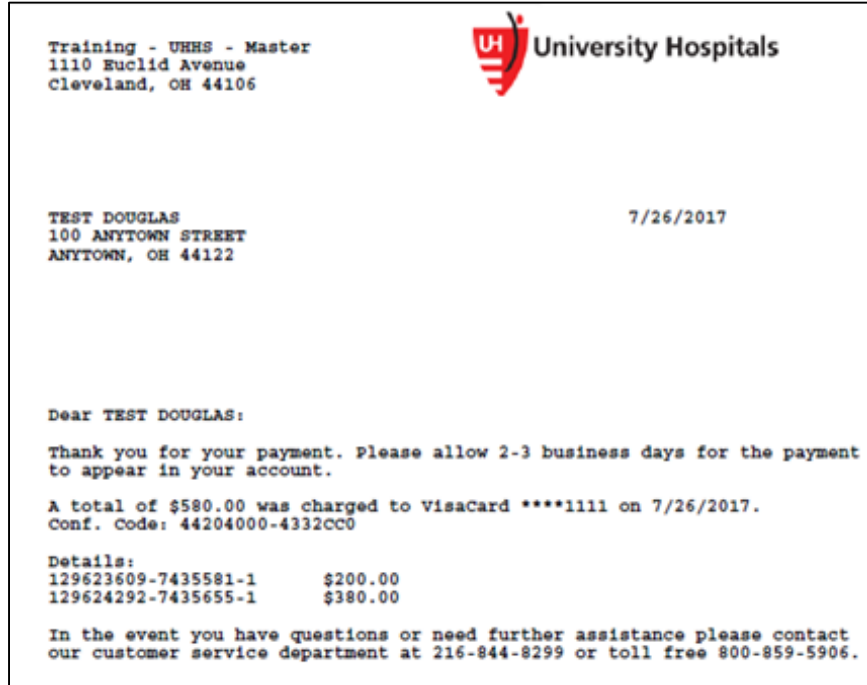 Training - UHHS - Master
1110 Euclid Avenue
Cleveland, OH 44106
UH University Hospitals
TEST DOUGLAS 7/26/2017
100 ANYTOWN STREET
ANYTOWN, OH 44122
Dear TEST DOUGLAS:
Thank you for your payment. Please allow 2-3 business days for the payment
to appear in your account.
A total of $580.00 was charged to VisaCard ****1111 on 7/26/2017.
Conf. Code: 44204000-4332CC0
Details:
129623609-7435581-1 $200.00
129624292-7435655-1 $380.00
In the event you have questions or need further assistance please contact
our customer service department at 216-844-8299 or toll free 800-859-5906.